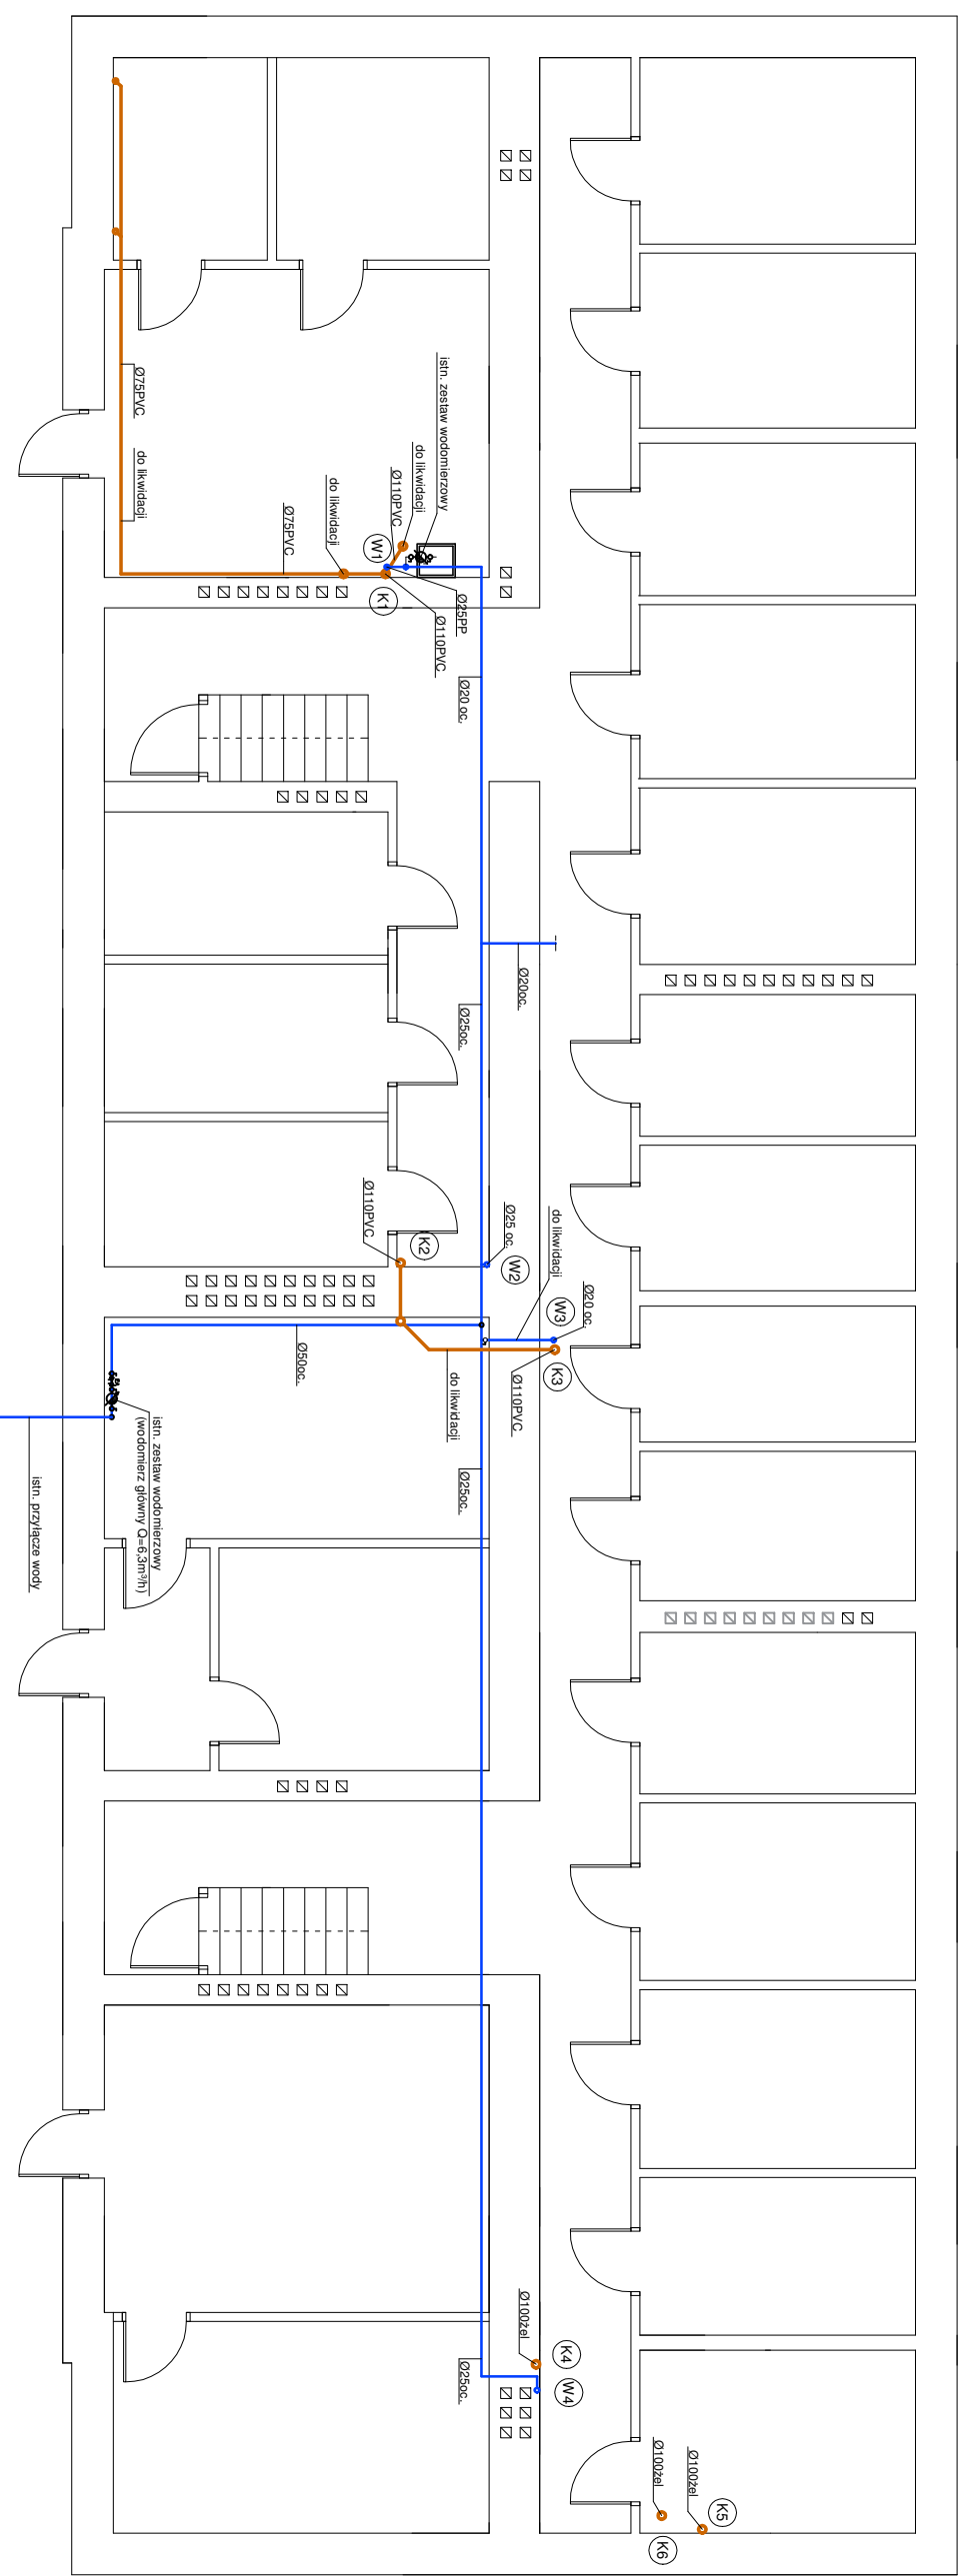 Ø75PVC
do likwidacji
istn. zestaw wodomierzowy
do likwidacji
Ø110PVC
W1
do likwidacji
Ø75PVC
K1
Ø25PP
Ø110PVC
Ø20 oc.
Ø20oc.
Ø25oc.
Ø110PVC
K2
Ø25 oc.
W2
do likwidacji
W3
Ø20 oc.
K3
Ø110PVC
do likwidacji
Ø50oc.
istn. zestaw wodomierzowy
(wodomierz główny Q=6,3m³/h)
Ø25oc.
istn. przyłącze wody
Ø100żel
K4
W4
Ø25oc.
Ø100żel
Ø100żel
K5
K6